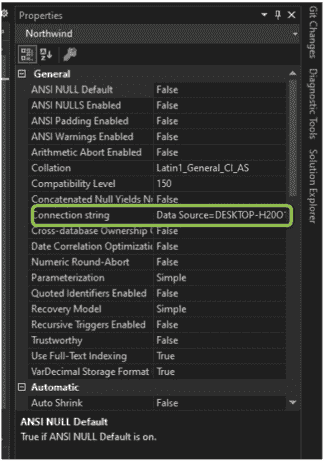 Properties
Northwind
General
ANSI NULL Default False
ANSI NULLS Enabled False
ANSI Padding Enabled False
ANSI Warnings Enabled False
Arithmetic Abort Enabled False
Collation Latin1_General_CI_AS
Compatibility Level 150
Concatenated Null Yields Nu False
Connection string Data Source=DESKTOP-H20O
Cross-database Ownership C False
Date Correlation Optimizatio False
Numeric Round-Abort False
Parameterization Simple
Quoted Identifiers Enabled False
Recovery Model Simple
Recursive Triggers Enabled False
Trustworthy False
Use Full-Text Indexing True
VarDecimal Storage Format True
Automatic
Auto Shrink False
ANSI NULL Default
True if ANSI NULL Default is on.
Git Changes
Diagnostic Tools
Solution Explorer